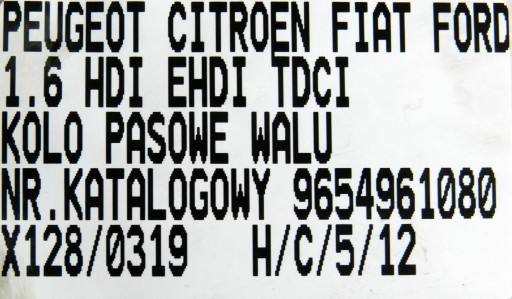 PEUGEOT CITROEN FIAT FORD
1.6 HDI EHDI TDCI
KOLO PASOWE WALU
NR.KATALOGOWY 9654961080
X128/0319 H/C/5/12